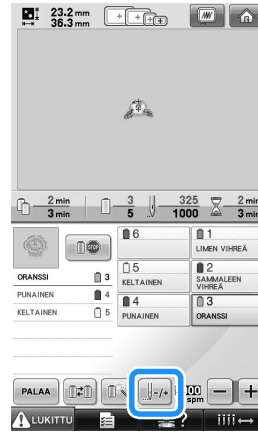 23.2 mm
36.3 mm
2 min
3 min
3
5
325
1000
2 min
3 min
6
1
LIMEN VIHREÄ
ORANSSI 3
PUNAINEN 4
KELTAINEN 5
5
KELTAINEN
2
SAMMALEEN
VIHREÄ
4
PUNAINEN
3
ORANSSI
PALAA
-/+
00
spm
- +
LUKITTU
?